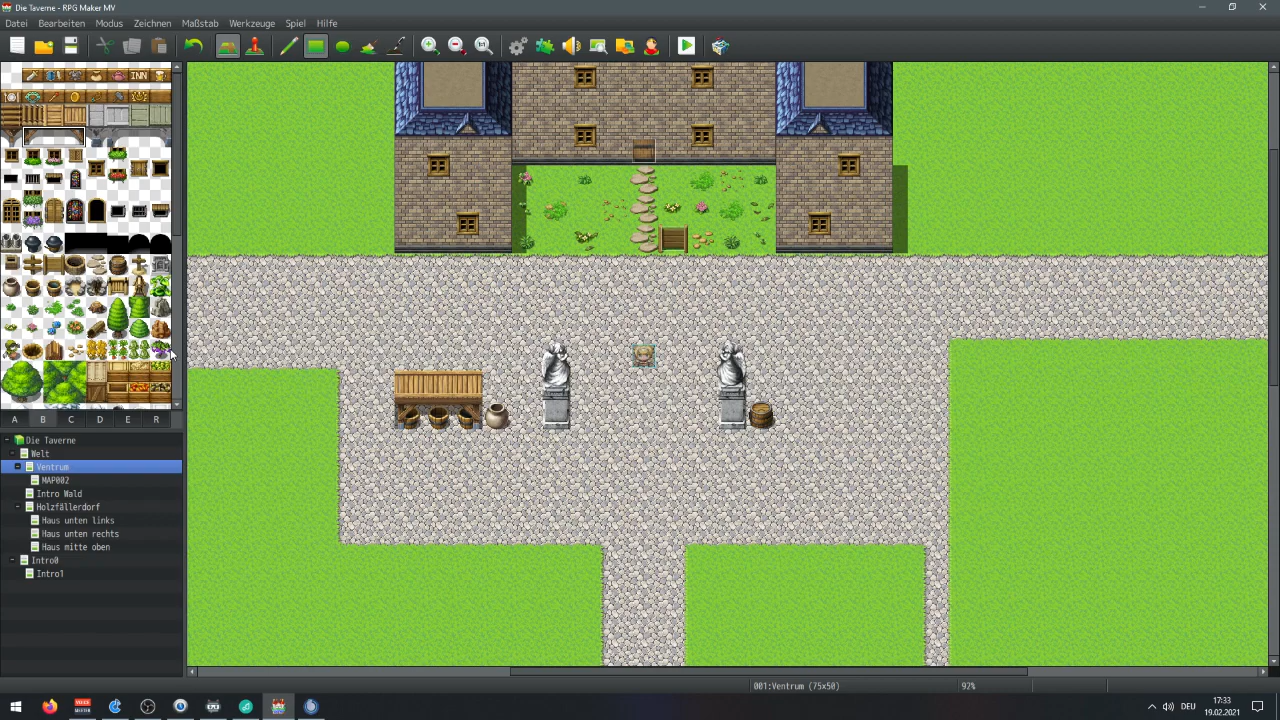 Die Taverne - RPG Maker MV
Datei Bearbeiten Modus Zeichnen Maßstab Werkzeuge Spiel Hilfe
INN
A B C D E R
Die Taverne
Welt
Ventrum
MAP002
Intro Wald
Holzfällerdorf
Haus unten links
Haus unten rechts
Haus mitte oben
Intro0
Intro1
001:Ventrum (75x50) 92%
VOICE MEETER
DEU
17:33
19.02.2021